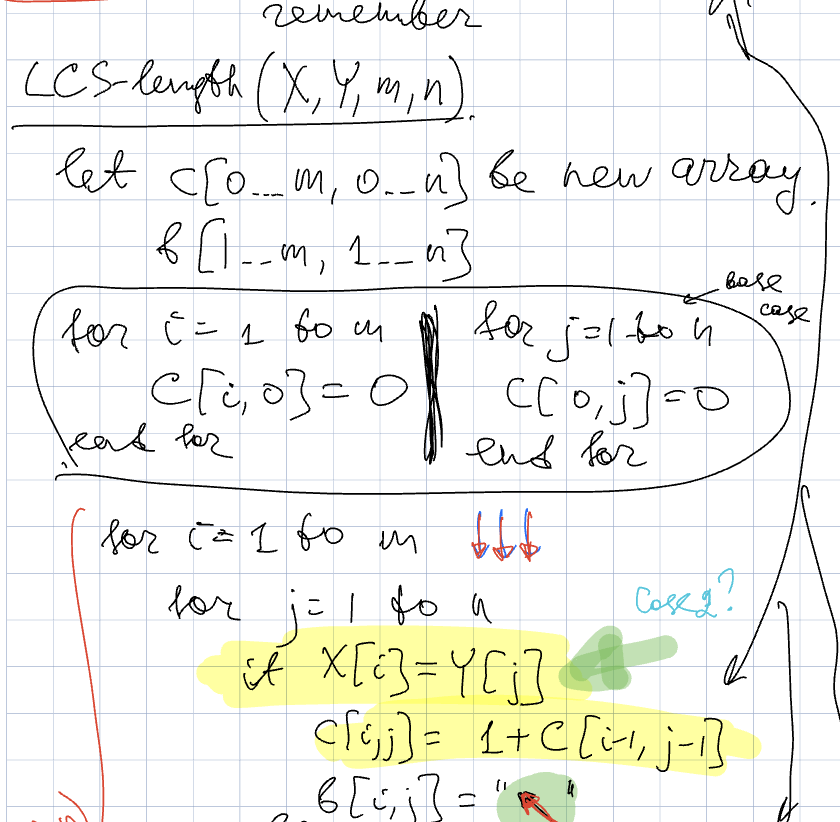 remember
LCS-length (X, Y, m, n).
let C[0--m, 0--n] be new array.
b[1--m, 1--n]
base
case
for i = 1 to m
C[i, 0] = 0
end for
for j = 1 to n
C[0, j] = 0
end for
for i = 1 to m
for j = 1 to n
Case 2?
if X[i] = Y[j]
C[i,j] = 1 + C[i-1, j-1]
b[i,j] = "↖"